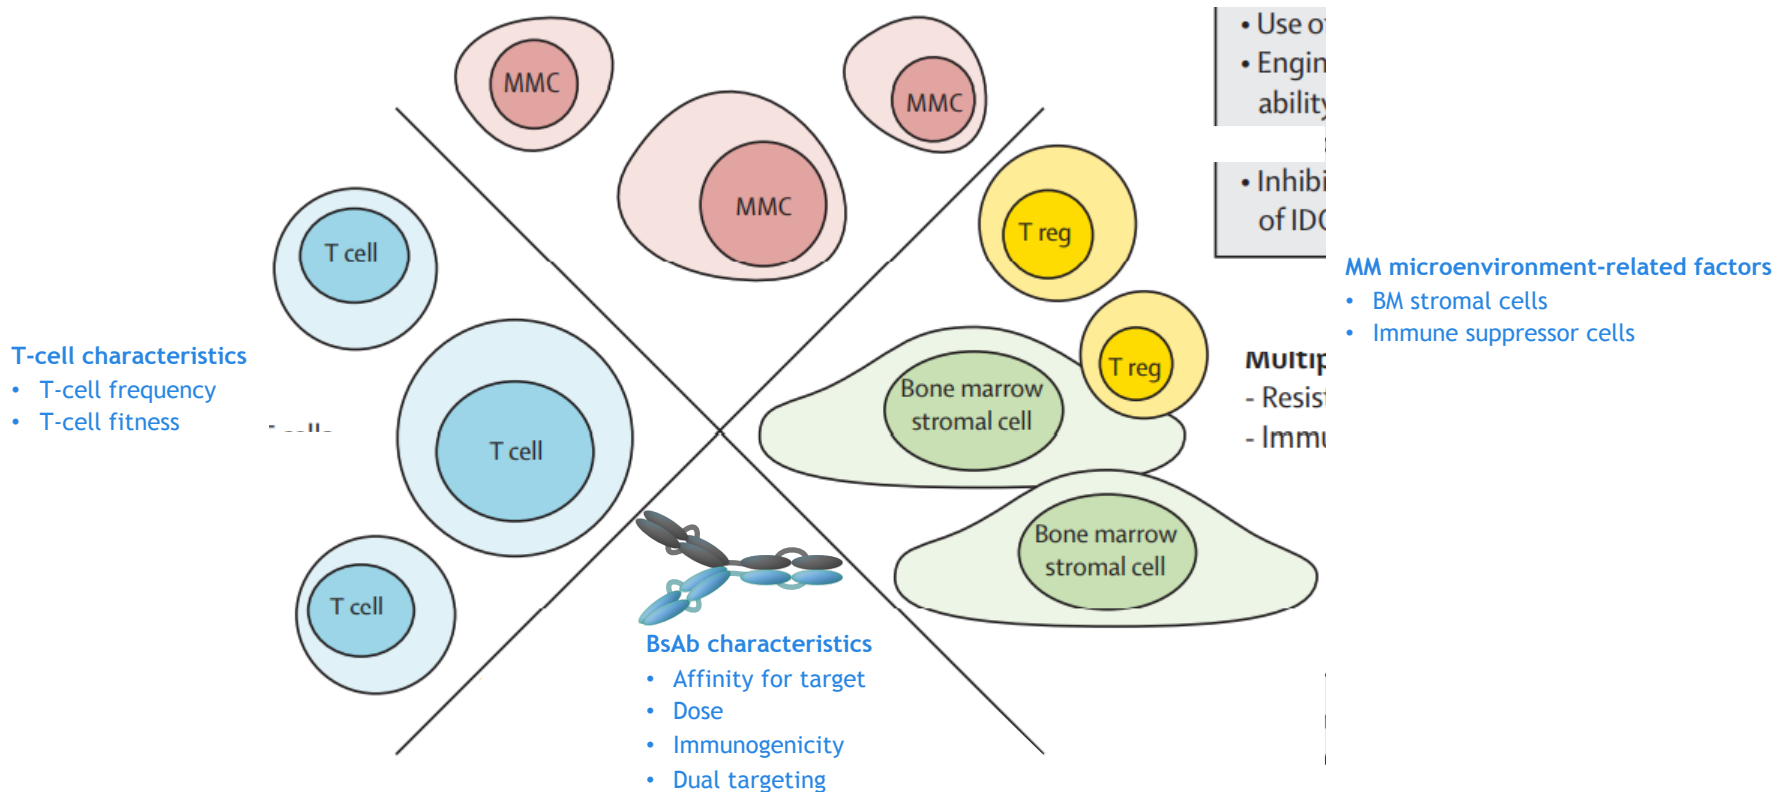 MMC
MMC
MMC
T cell
T cell
T cell
T reg
T reg
Bone marrow
stromal cell
Bone marrow
stromal cell
T-cell characteristics
• T-cell frequency
• T-cell fitness
BsAb characteristics
• Affinity for target
• Dose
• Immunogenicity
• Dual targeting
• Use
• Engin
ability
• Inhibi
of IDO
MM microenvironment-related factors
• BM stromal cells
• Immune suppressor cells
Multip
- Resist
- Immu